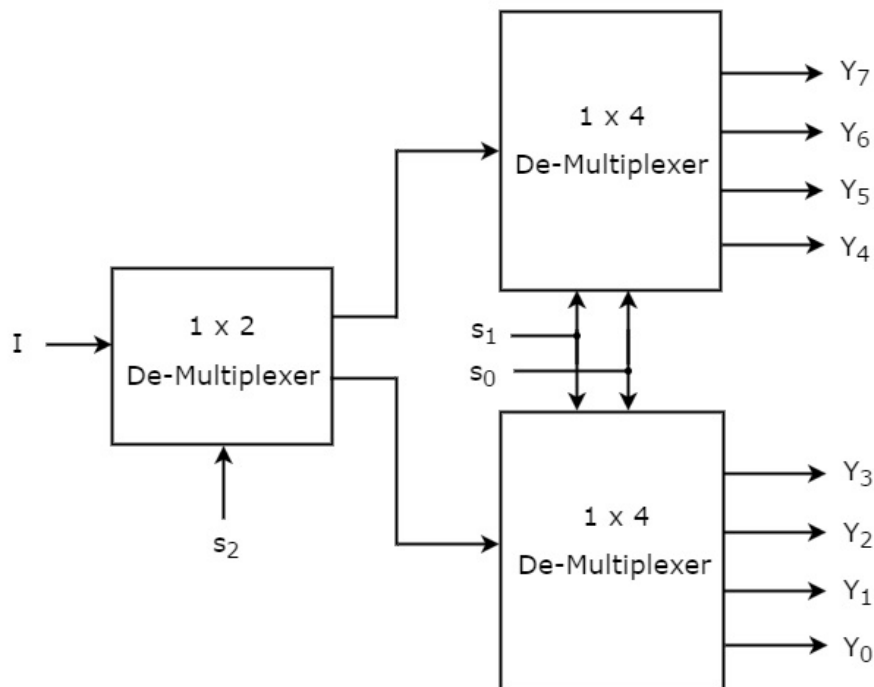 1 x 4
De-Multiplexer
Y₇
Y₆
Y₅
Y₄
1 x 2
De-Multiplexer
I
s₂
s₁
s₀
1 x 4
De-Multiplexer
Y₃
Y₂
Y₁
Y₀